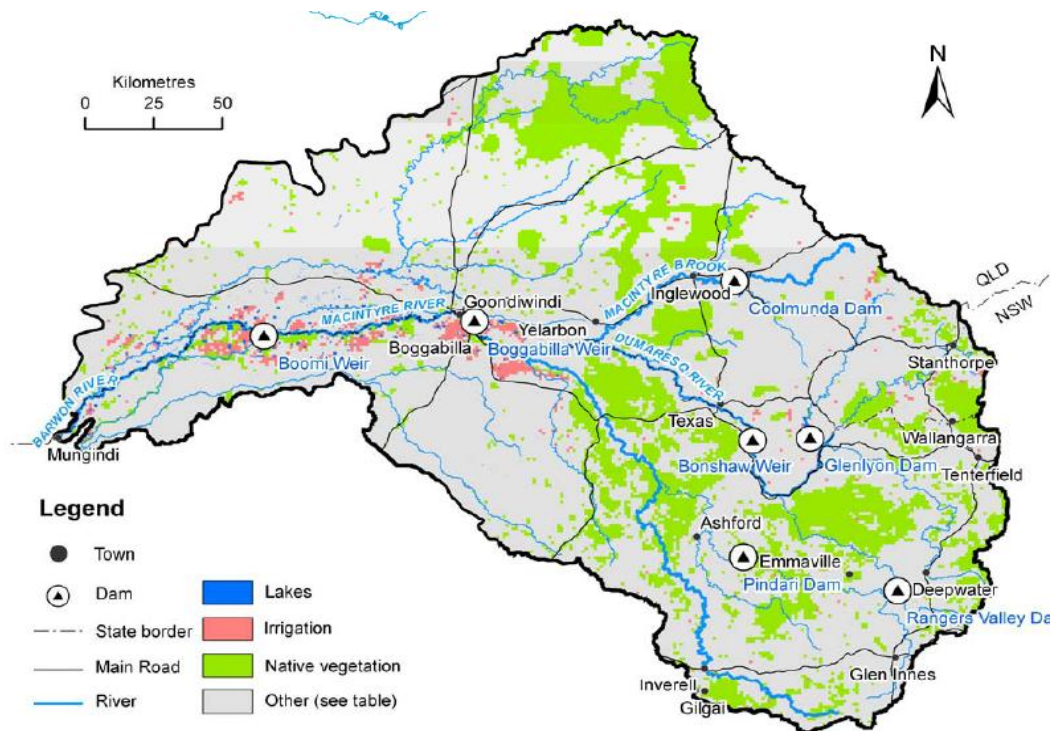 N
Kilometres
0 25 50
QLD
NSW
MACINTYRE BROOK
Inglewood
Coolmunda Dam
Goondiwindi
MACINTYRE RIVER
Yelarbon
Boggabilla
Boggabilla Weir
DUMARESQ RIVER
Boomi Weir
Stanthorpe
BARWON RIVER
Texas
Wallangarra
Mungindi
Bonshaw Weir
Glenlyon Dam
Tenterfield
Ashford
Emmaville
Pindari Dam
Deepwater
Rangers Valley Da
Glen Innes
Inverell
Gilgai
Legend
Town
Dam
State border
Main Road
River
Lakes
Irrigation
Native vegetation
Other (see table)